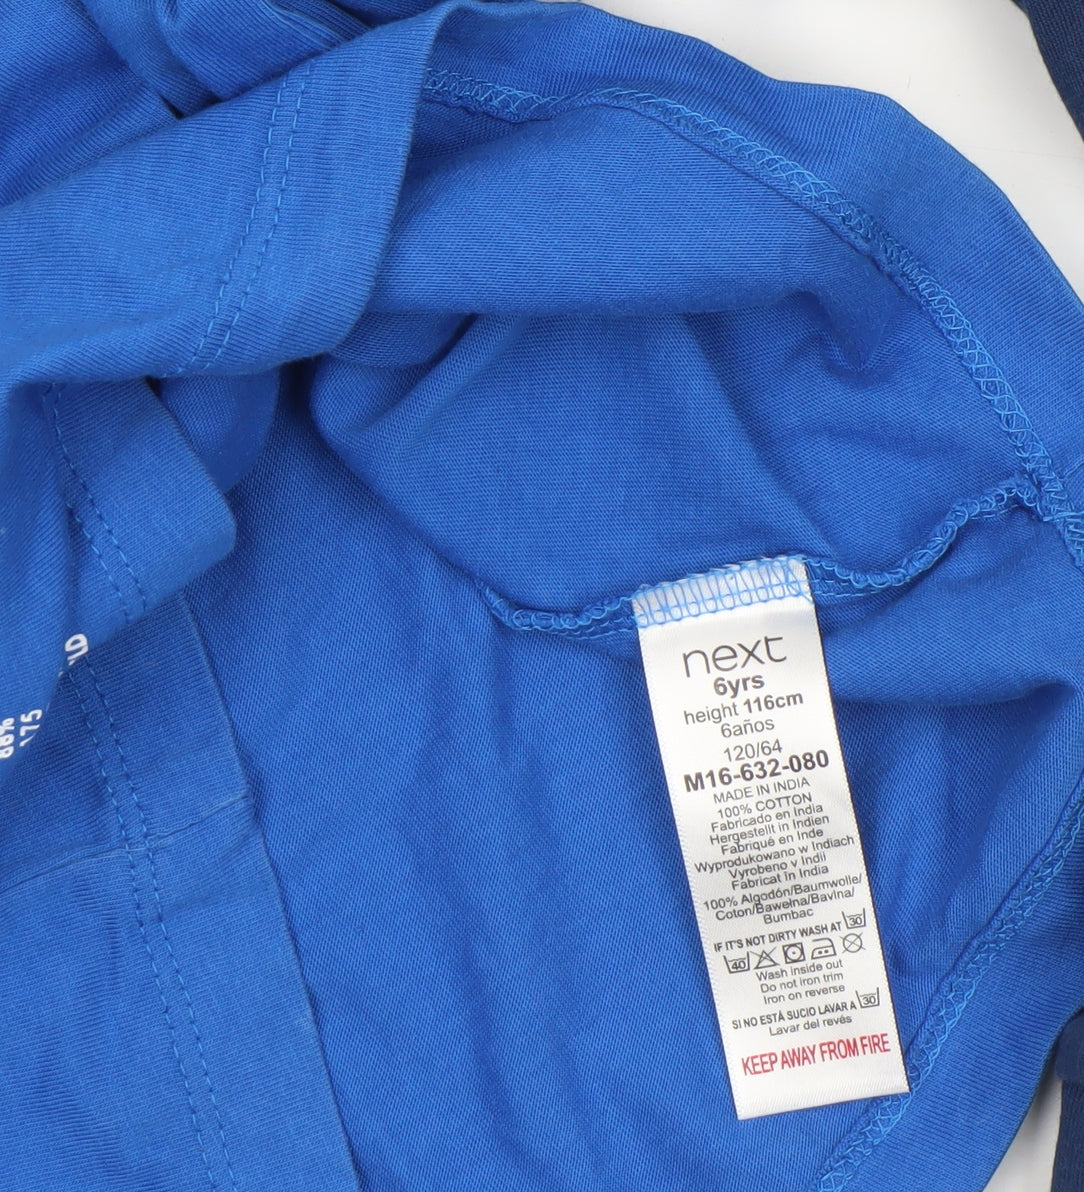 next
6yrs
height 116cm
6años
120/64
M16-632-080
MADE IN INDIA
100% COTTON
Fabricado en India
Hergestellt in Indien
Fabriqué en Inde
Wyprodukowano w Indiach
Vyrobeno v Indii
Fabricat în India
100% Algodón/Baumwolle/
Coton/Bawełna/Bavlna/
Bumbac
IF IT'S NOT DIRTY WASH AT 30
40
Wash inside out
Do not iron trim
Iron on reverse
SI NO ESTÁ SUCIO LAVAR A 30
Lavar del revés
KEEP AWAY FROM FIRE
88%
175